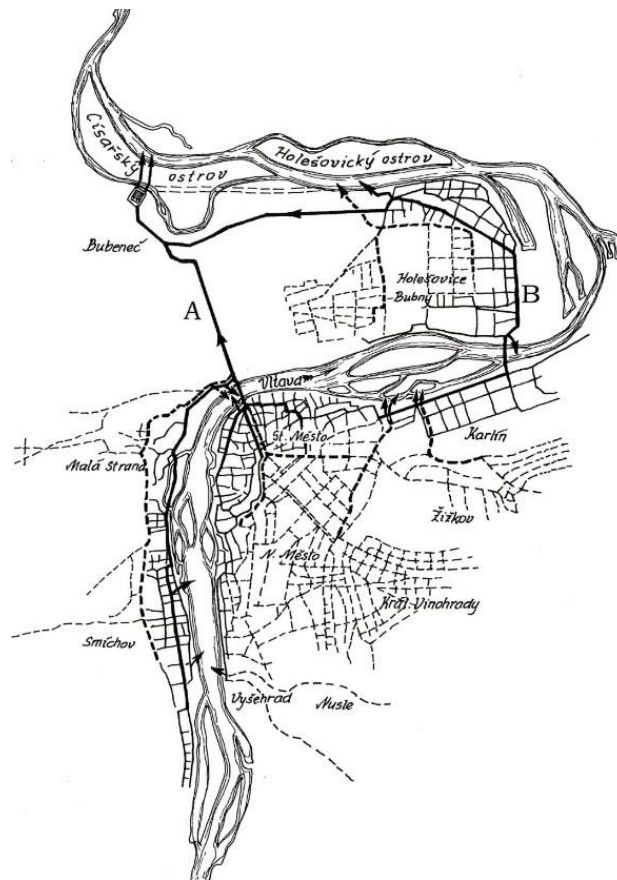 Císařský
ostrov
Holešovický ostrov
Bubeneč
A
Holešovice
-Bubny
B
Vltava
St. Město
Karlín
Malá Strana
Žižkov
N. Město
Král. Vinohrady
Smíchov
Vyšehrad
Nusle